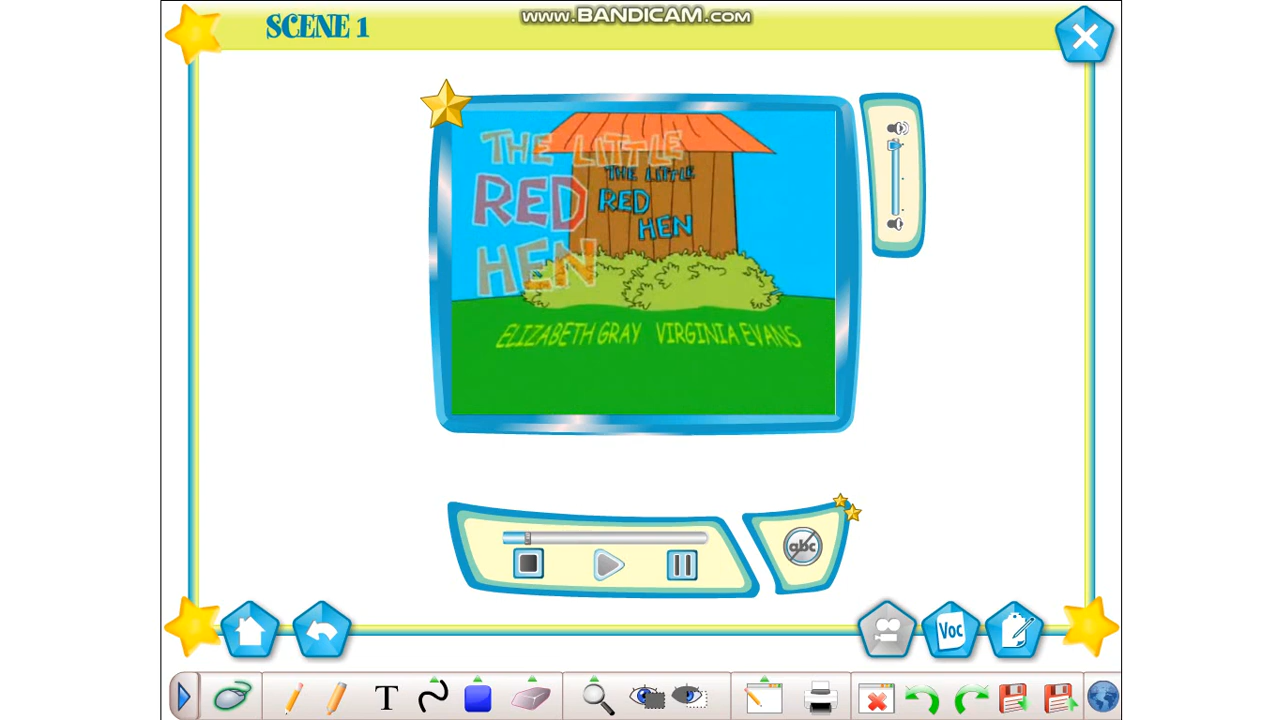 www.BANDICAM.com
SCENE 1
THE LITTLE
RED
HEN
THE LITTLE
RED
HEN
ELIZABETH GRAY VIRGINIA EVANS
abc
Voc
T